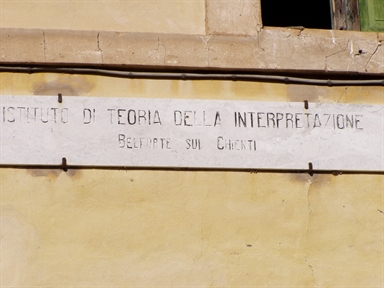 ISTITUTO DI TEORIA DELLA INTERPRETAZIONE
BELFORTE SUL CHIENTI